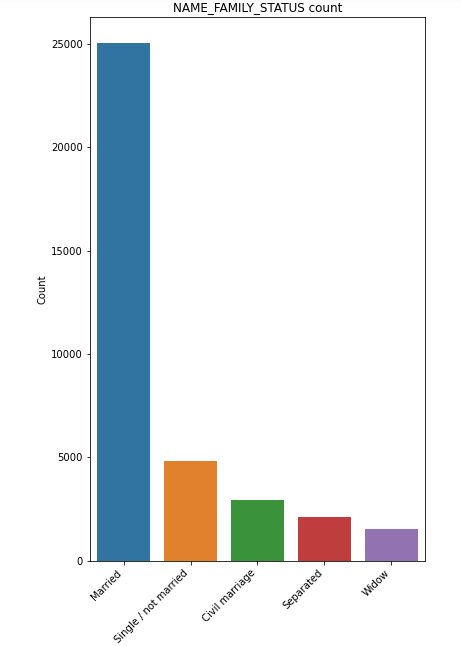 NAME_FAMILY_STATUS count
25000
20000
15000
10000
5000
0
Count
Married
Single / not married
Civil marriage
Separated
Widow